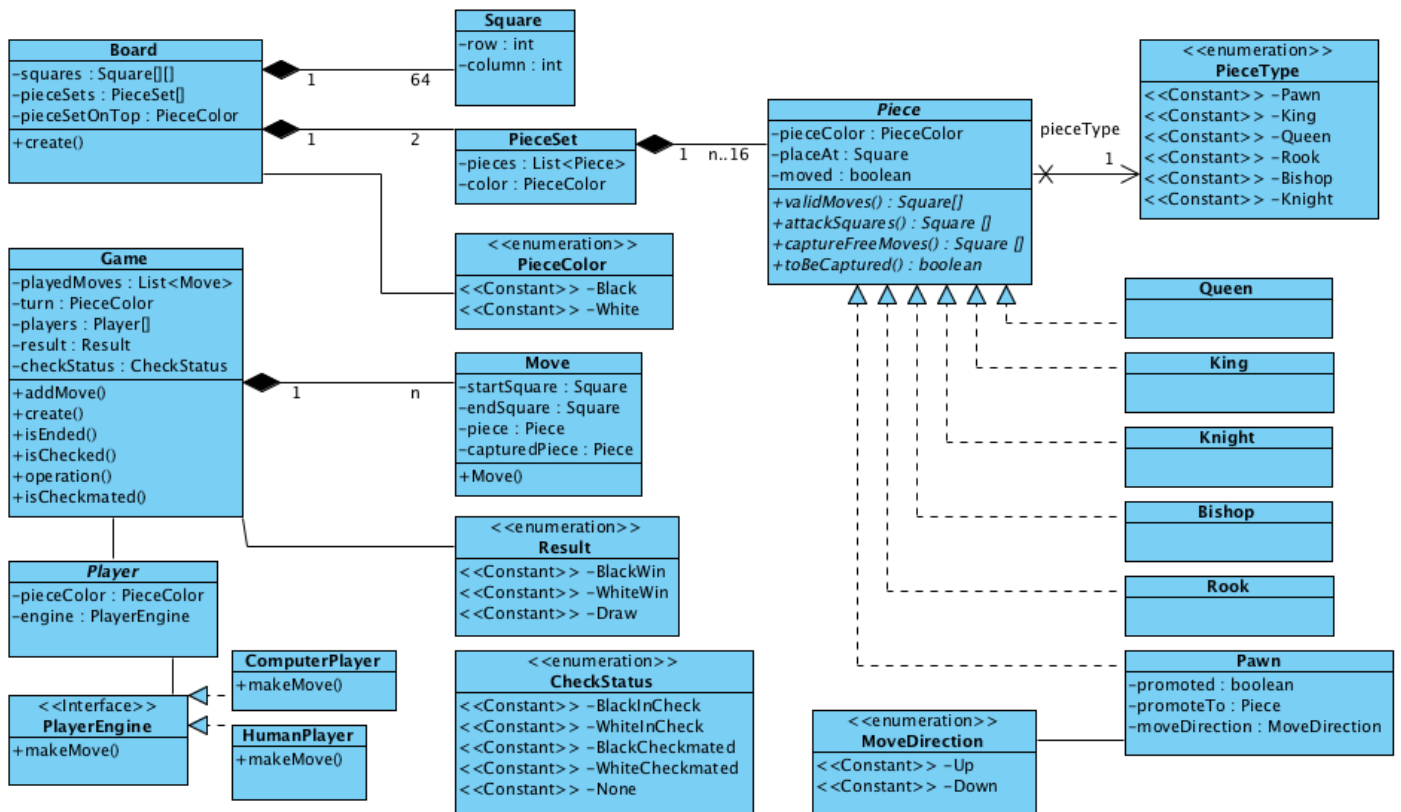 Board
-squares : Square[][]
-pieceSets : PieceSet[]
-pieceSetOnTop : PieceColor
+create()
1
64
1
2
Square
-row : int
-column : int
PieceSet
-pieces : List<Piece>
-color : PieceColor
1
n..16
<<enumeration>>
PieceColor
<<Constant>> -Black
<<Constant>> -White
Piece
-pieceColor : PieceColor
-placeAt : Square
-moved : boolean
+validMoves() : Square[]
+attackSquares() : Square []
+captureFreeMoves() : Square []
+toBeCaptured() : boolean
pieceType
1
<<enumeration>>
PieceType
<<Constant>> -Pawn
<<Constant>> -King
<<Constant>> -Queen
<<Constant>> -Rook
<<Constant>> -Bishop
<<Constant>> -Knight
Game
-playedMoves : List<Move>
-turn : PieceColor
-players : Player[]
-result : Result
-checkStatus : CheckStatus
+addMove()
+create()
+isEnded()
+isChecked()
+operation()
+isCheckmated()
1
n
Move
-startSquare : Square
-endSquare : Square
-piece : Piece
-capturedPiece : Piece
+Move()
<<enumeration>>
Result
<<Constant>> -BlackWin
<<Constant>> -WhiteWin
<<Constant>> -Draw
Player
-pieceColor : PieceColor
-engine : PlayerEngine
<<Interface>>
PlayerEngine
+makeMove()
ComputerPlayer
+makeMove()
HumanPlayer
+makeMove()
<<enumeration>>
CheckStatus
<<Constant>> -BlackInCheck
<<Constant>> -WhiteInCheck
<<Constant>> -BlackCheckmated
<<Constant>> -WhiteCheckmated
<<Constant>> -None
Queen
King
Knight
Bishop
Rook
Pawn
-promoted : boolean
-promoteTo : Piece
-moveDirection : MoveDirection
<<enumeration>>
MoveDirection
<<Constant>> -Up
<<Constant>> -Down